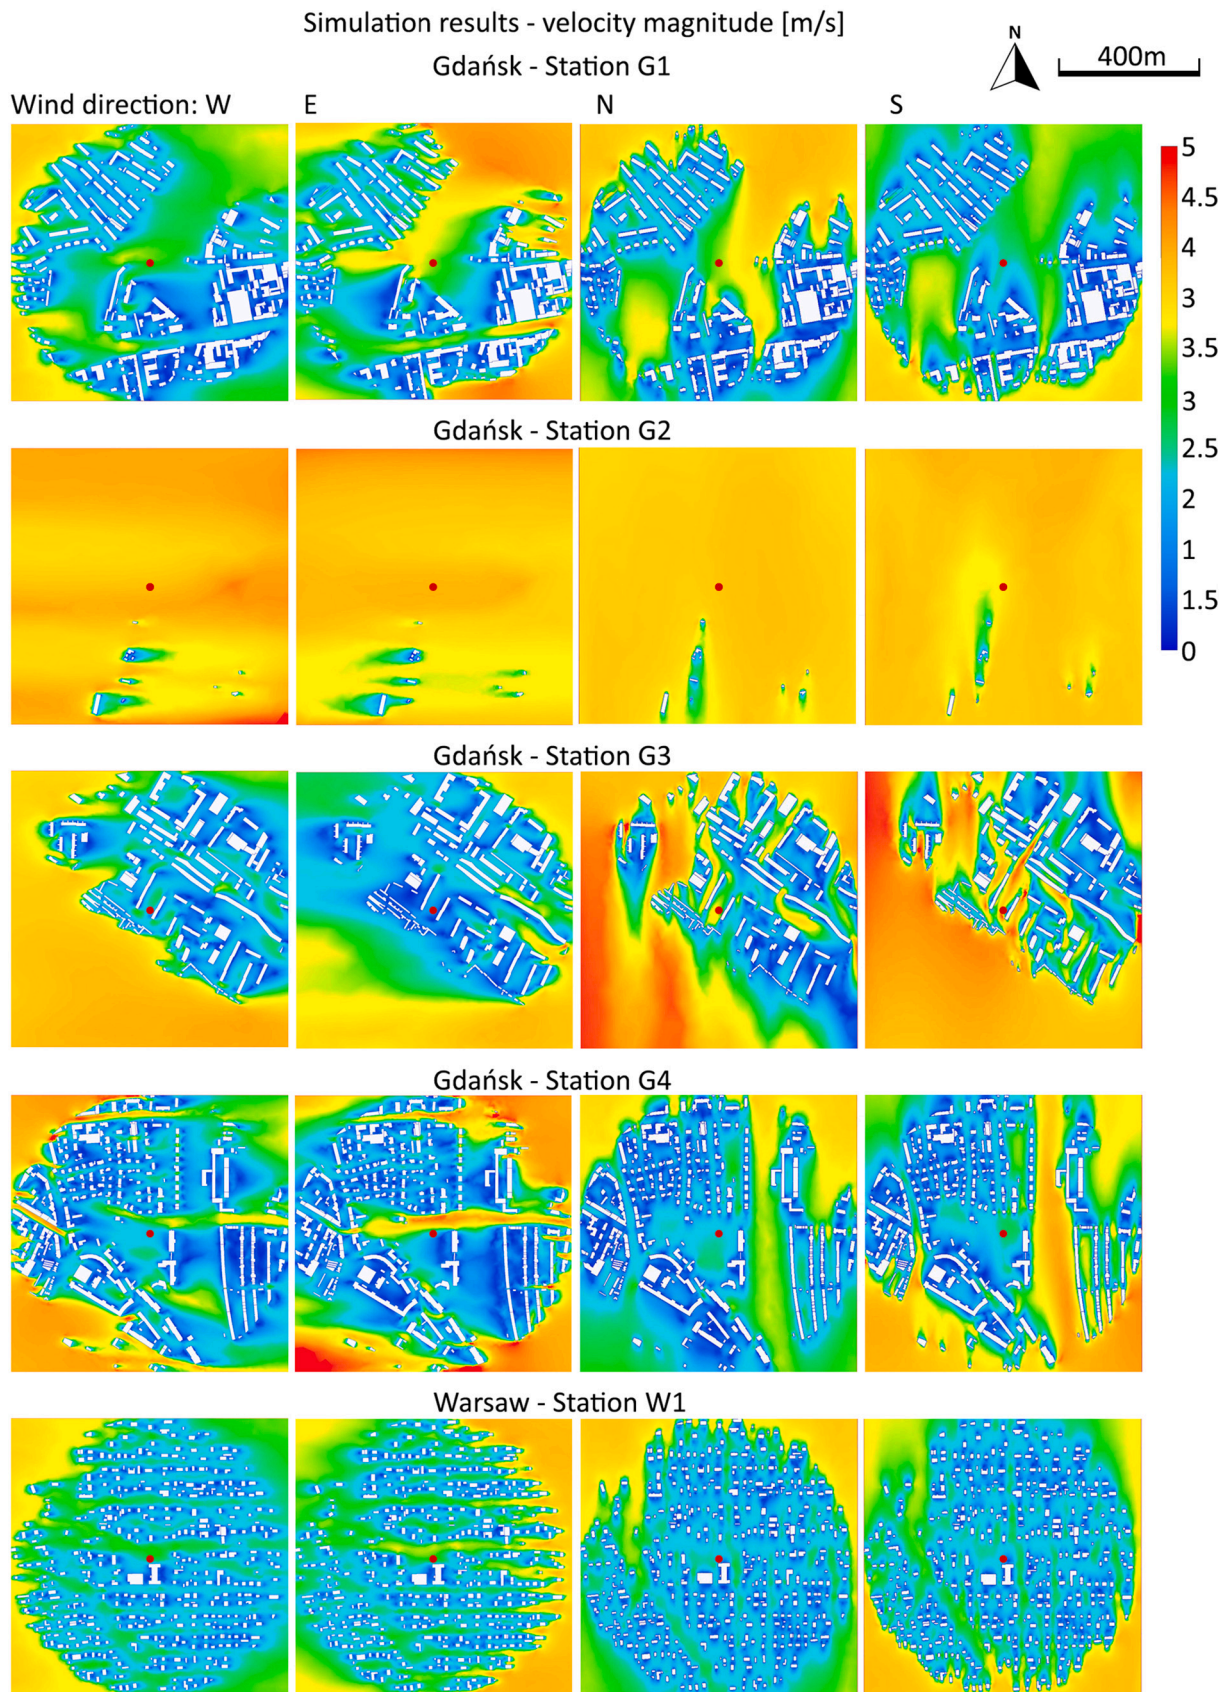 Simulation results - velocity magnitude [m/s]
Gdańsk - Station G1
N
400m
Wind direction: W E N S
5
4.5
4
3
3.5
3
2.5
2
1
1.5
0
Gdańsk - Station G2
Gdańsk - Station G3
Gdańsk - Station G4
Warsaw - Station W1